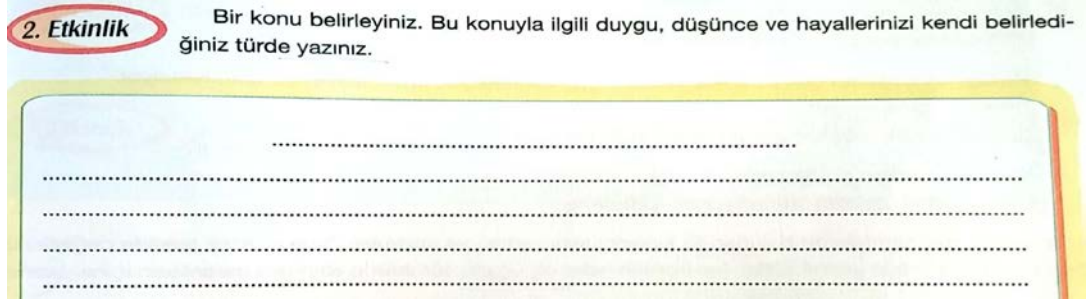 2. Etkinlik
Bir konu belirleyiniz. Bu konuyla ilgili duygu, düşünce ve hayallerinizi kendi belirledi-
ğiniz türde yazınız.